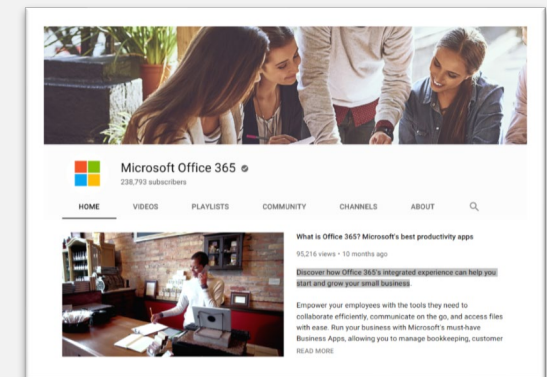 Microsoft Office 365
238,793 subscribers
HOME VIDEOS PLAYLISTS COMMUNITY CHANNELS ABOUT
What is Office 365? Microsoft's best productivity apps
95,216 views • 10 months ago
Discover how Office 365's integrated experience can help you
start and grow your small business.
Empower your employees with the tools they need to
collaborate efficiently, communicate on the go, and access files
with ease. Run your business with Microsoft's must-have
Business Apps, allowing you to manage bookkeeping, customer
READ MORE